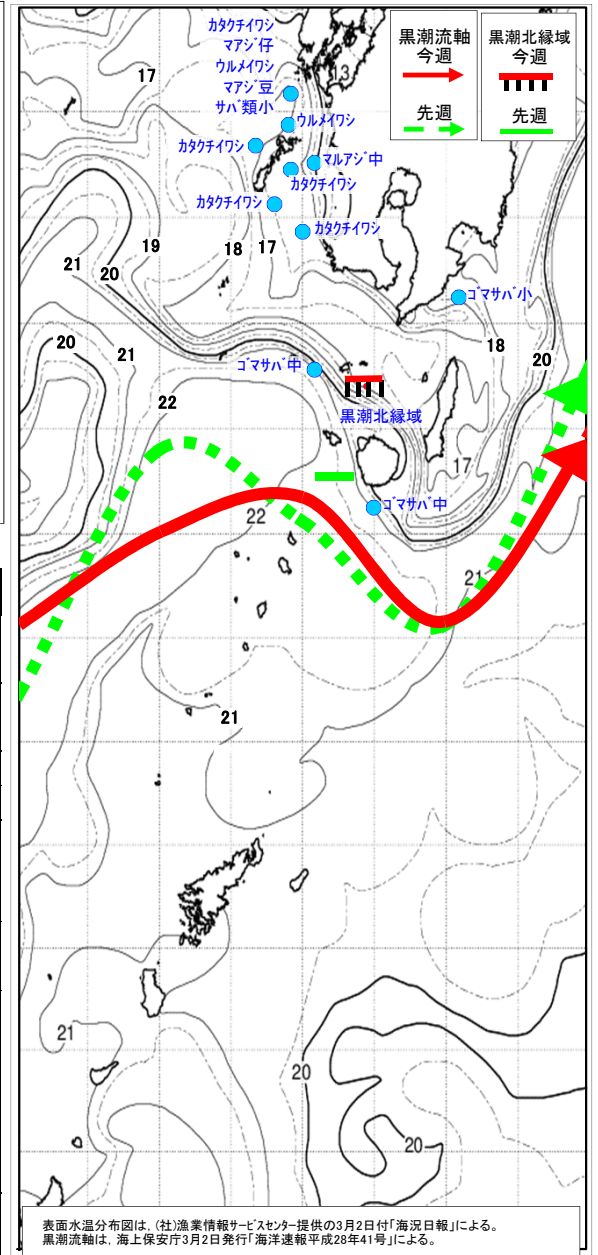 カタクチイワシ
マアジ仔
ウルメイワシ
マアジ豆
サバ類小
ウルメイワシ
カタクチイワシ
マルアジ中
カタクチイワシ
カタクチイワシ
カタクチイワシ
ゴマサバ小
ゴマサバ中
黒潮北縁域
ゴマサバ中
黒潮流軸
今週
先週
黒潮北縁域
今週
先週
17
13
19
18
17
21
20
20
21
22
18
20
17
22
21
21
21
20
20
表面水温分布図は、(社)漁業情報サービスセンター提供の3月2日付「海況日報」による。
黒潮流軸は、海上保安庁3月2日発行「海洋速報平成28年41号」による。